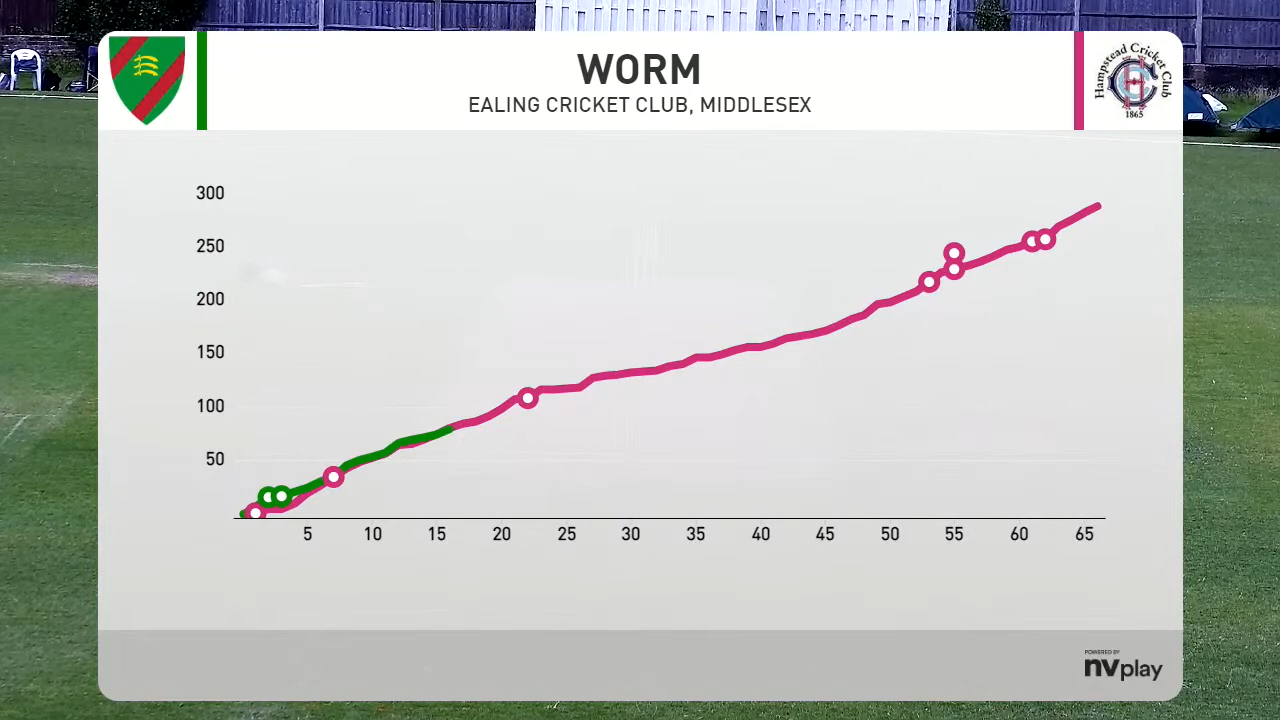 WORM
EALING CRICKET CLUB, MIDDLESEX
Hampstead Cricket Club
1865
300
250
200
150
100
50
5 10 15 20 25 30 35 40 45 50 55 60 65
POWERED BY
nvplay